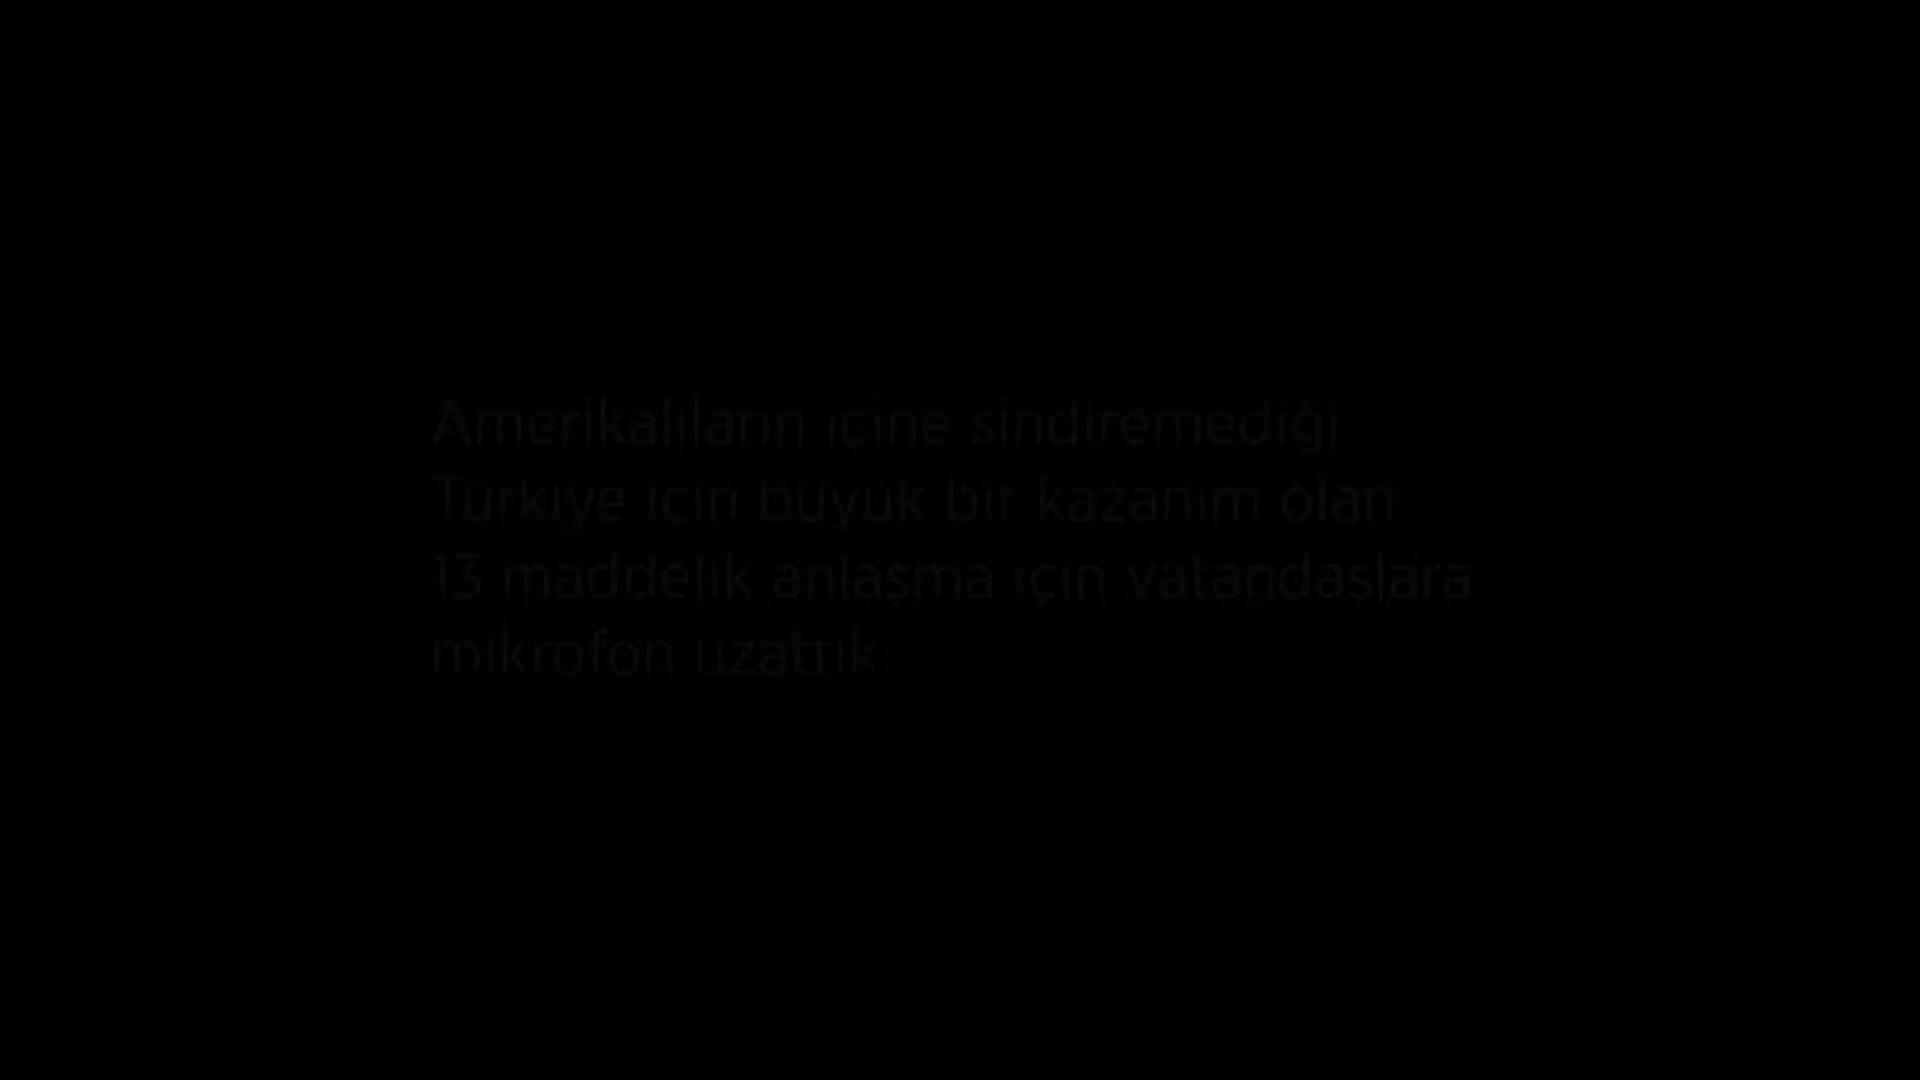 Amerikalıların içine sindiremediği
Türkiye için büyük bir kazanım olan
13 maddelik anlaşma için vatandaşlara
mikrofon uzattık